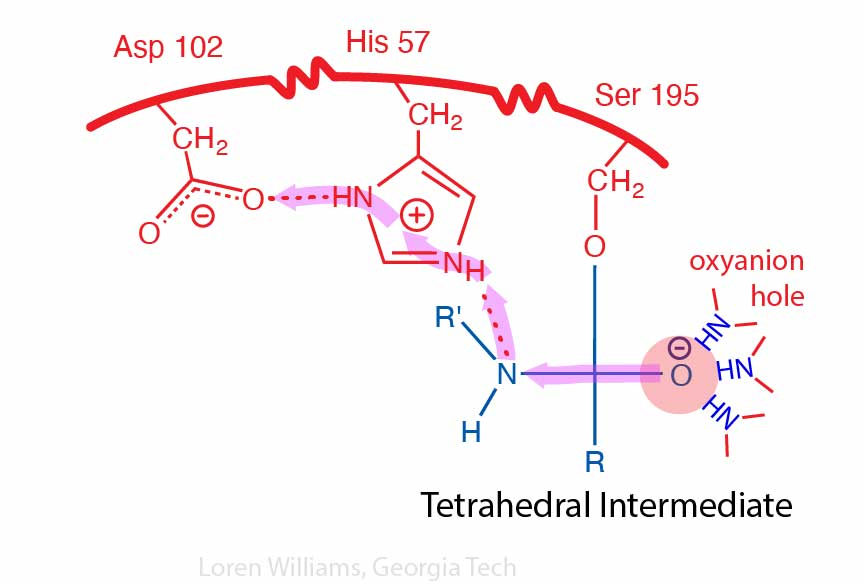 Asp 102
His 57
Ser 195
CH2
CH2
CH2
O
O
⊖
HN
⊕
NH
O
oxyanion
hole
R'
N
H
⊖
O
HN
HN
HN
R
Tetrahedral Intermediate
Loren Williams, Georgia Tech